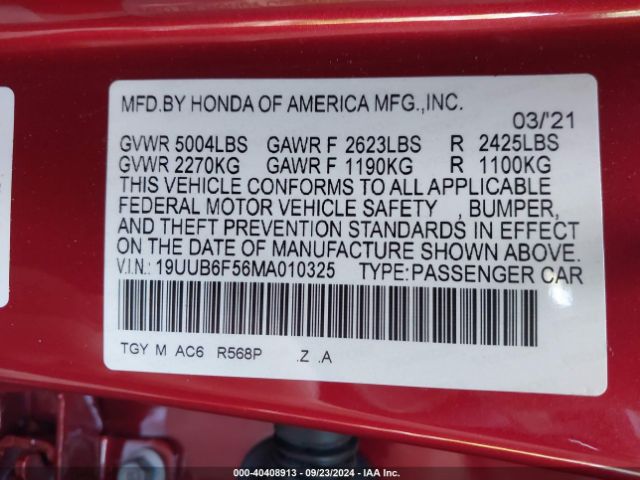 MFD.BY HONDA OF AMERICA MFG.,INC.
03/'21
GVWR 5004LBS GAWR F 2623LBS R 2425LBS
GVWR 2270KG GAWR F 1190KG R 1100KG
THIS VEHICLE CONFORMS TO ALL APPLICABLE
FEDERAL MOTOR VEHICLE SAFETY , BUMPER,
AND THEFT PREVENTION STANDARDS IN EFFECT
ON THE DATE OF MANUFACTURE SHOWN ABOVE.
V.I.N.: 19UUB6F56MA010325 TYPE:PASSENGER CAR
TGY M AC6 R568P .Z .A
000-40408913 - 09/23/2024 - IAA Inc.